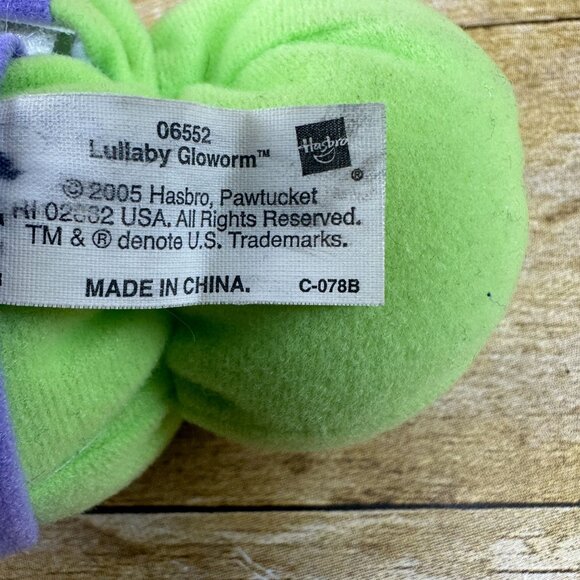 06552
Lullaby Gloworm™
Hasbro
®
© 2005 Hasbro, Pawtucket
RI 02862 USA. All Rights Reserved.
TM & ® denote U.S. Trademarks.
MADE IN CHINA.
C-078B